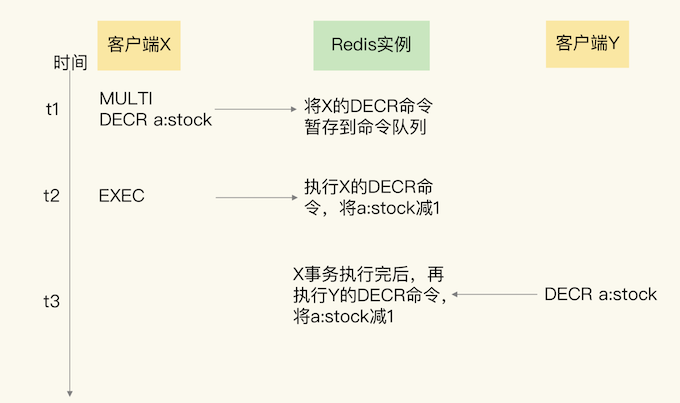 客户端X
Redis实例
客户端Y
时间
t1
MULTI
DECR a:stock
将X的DECR命令
暂存到命令队列
t2
EXEC
执行X的DECR命
令，将a:stock减1
t3
X事务执行完后，再
执行Y的DECR命令，
将a:stock减1
DECR a:stock